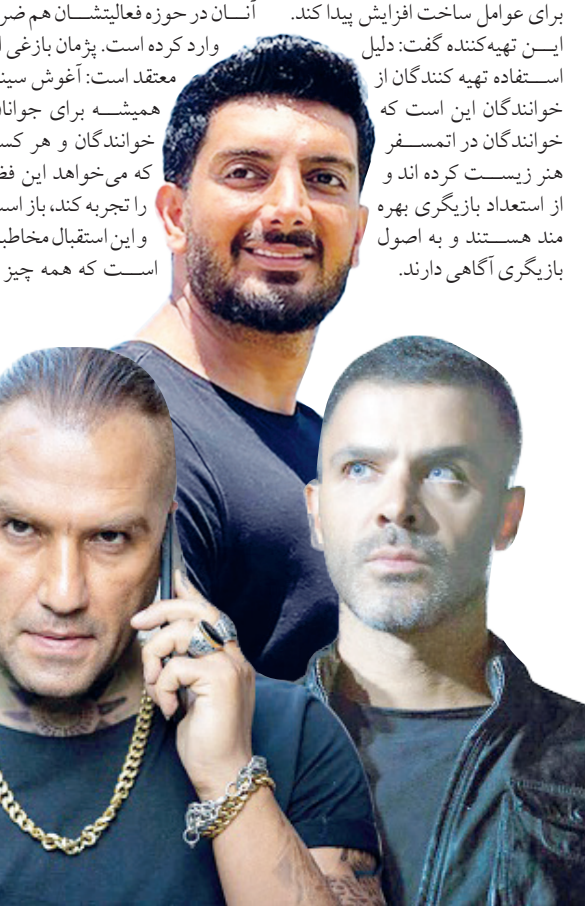 برای عوامل ساخت افزایش پیدا کند.
ایـــن تهیه‌کننده گفت: دلیل
اســـتفاده تهیه کنندگان از
خوانندگان این است که
خوانندگان در اتمســـفر
هنر زیســـت کرده اند و
از استعداد بازیگری بهره
مند هســـتند و به اصول
بازیگری آگاهی دارند.
آنـــان در حوزه فعالیتشـــان هم ضر
وارد کرده است. پژمان بازغی
معتقد است: آغوش سین
همیشـــه برای جوانا
خوانندگان و هر کس
که می‌خواهد این فض
را تجربه کند، باز است
و این استقبال مخاطب
اســـت که همه چیز